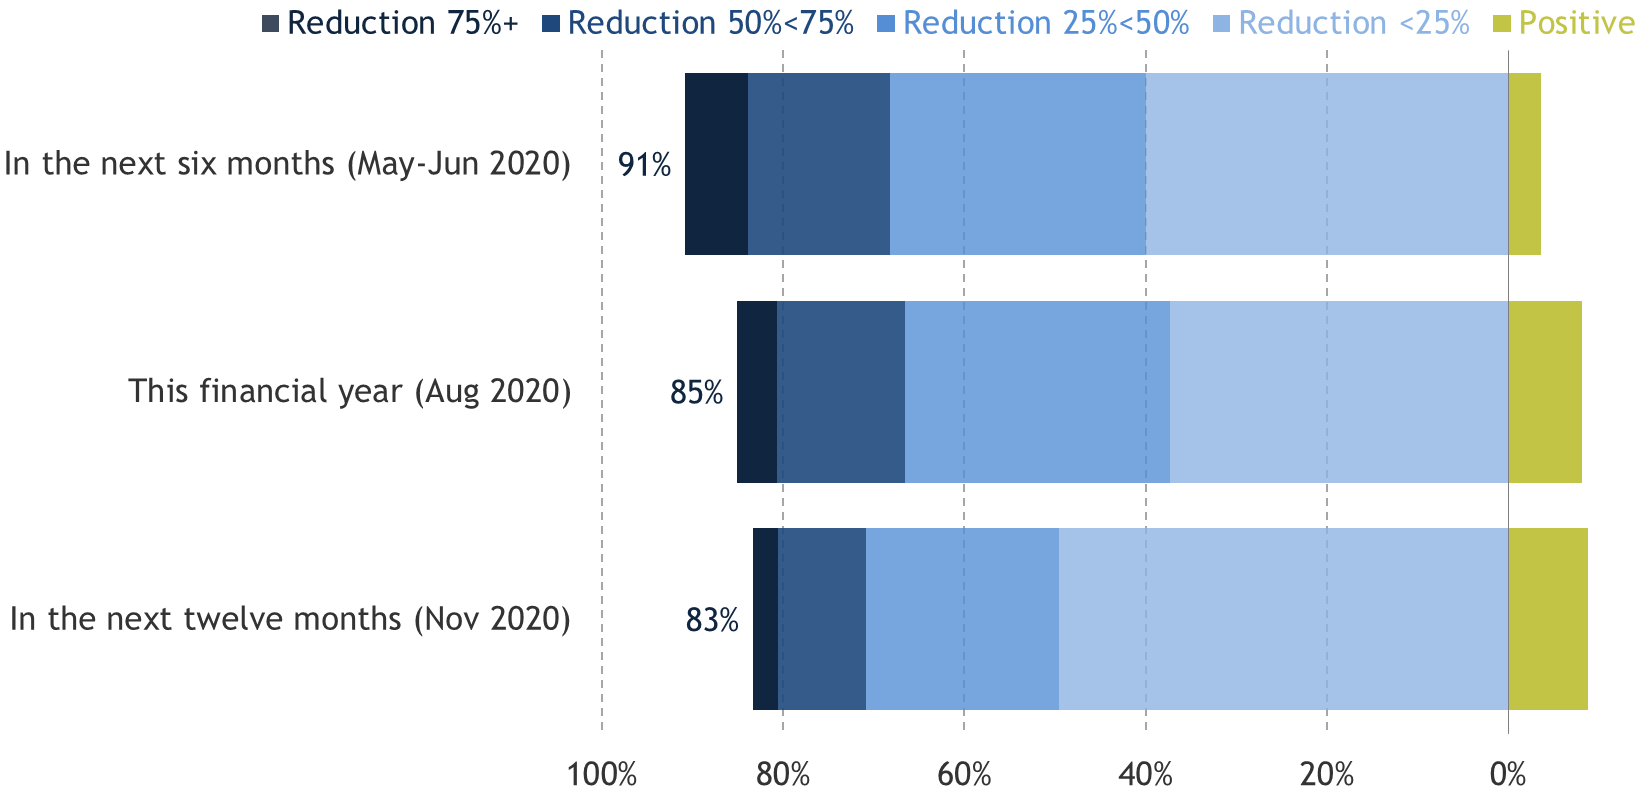 Reduction 75%+ Reduction 50%<75% Reduction 25%<50% Reduction <25% Positive
In the next six months (May-Jun 2020) 91%
This financial year (Aug 2020) 85%
In the next twelve months (Nov 2020) 83%
100% 80% 60% 40% 20% 0%